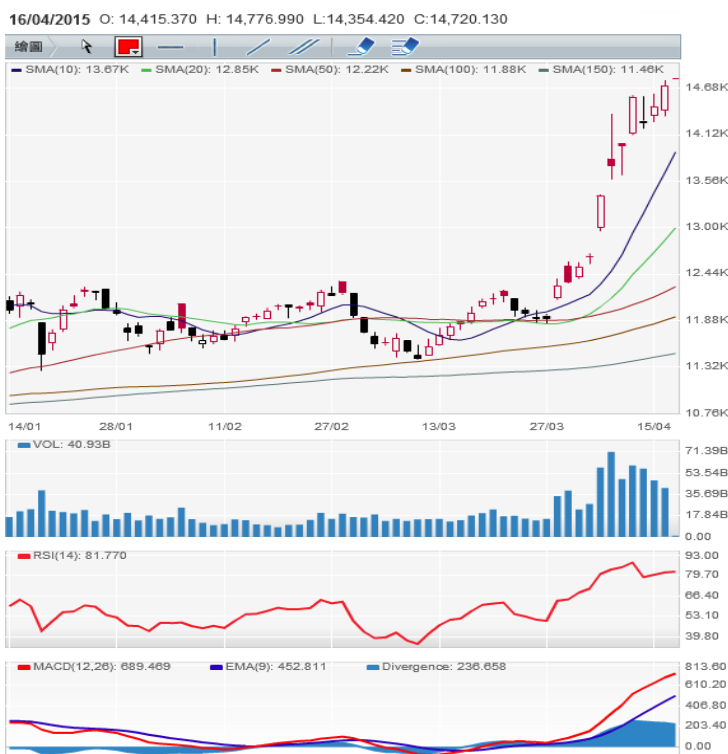 16/04/2015 O: 14,415.370 H: 14,776.990 L:14,354.420 C:14,720.130
繪圖
SMA(10): 13.67K SMA(20): 12.85K SMA(50): 12.22K SMA(100): 11.88K SMA(150): 11.46K
14.68K
14.12K
13.56K
13.00K
12.44K
11.88K
11.32K
10.76K
14/01 28/01 11/02 27/02 13/03 27/03 15/04
VOL: 40.93B
71.39B
53.54B
35.69B
17.84B
0.00
RSI(14): 81.770
93.00
79.70
66.40
53.10
39.80
MACD(12,26): 689.469 EMA(9): 452.811 Divergence: 236.658
813.60
610.20
406.80
203.40
0.00